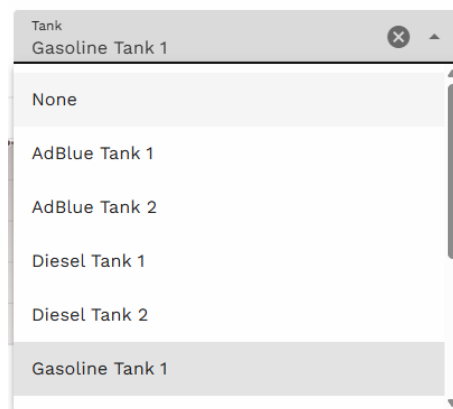 Tank
Gasoline Tank 1
None
AdBlue Tank 1
AdBlue Tank 2
Diesel Tank 1
Diesel Tank 2
Gasoline Tank 1